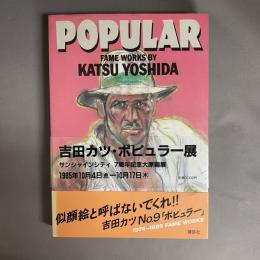 POPULAR
FAME WORKS BY
KATSU YOSHIDA
吉田カツ・ポピュラー展
サンシャインシティ 7周年記念大原画展
1985年10月4日(金)―10月17日(木)
似顔絵と呼ばないでくれ!!
吉田カツ No.9「ポピュラー」
1974~1985 FAME WORKS
講談社